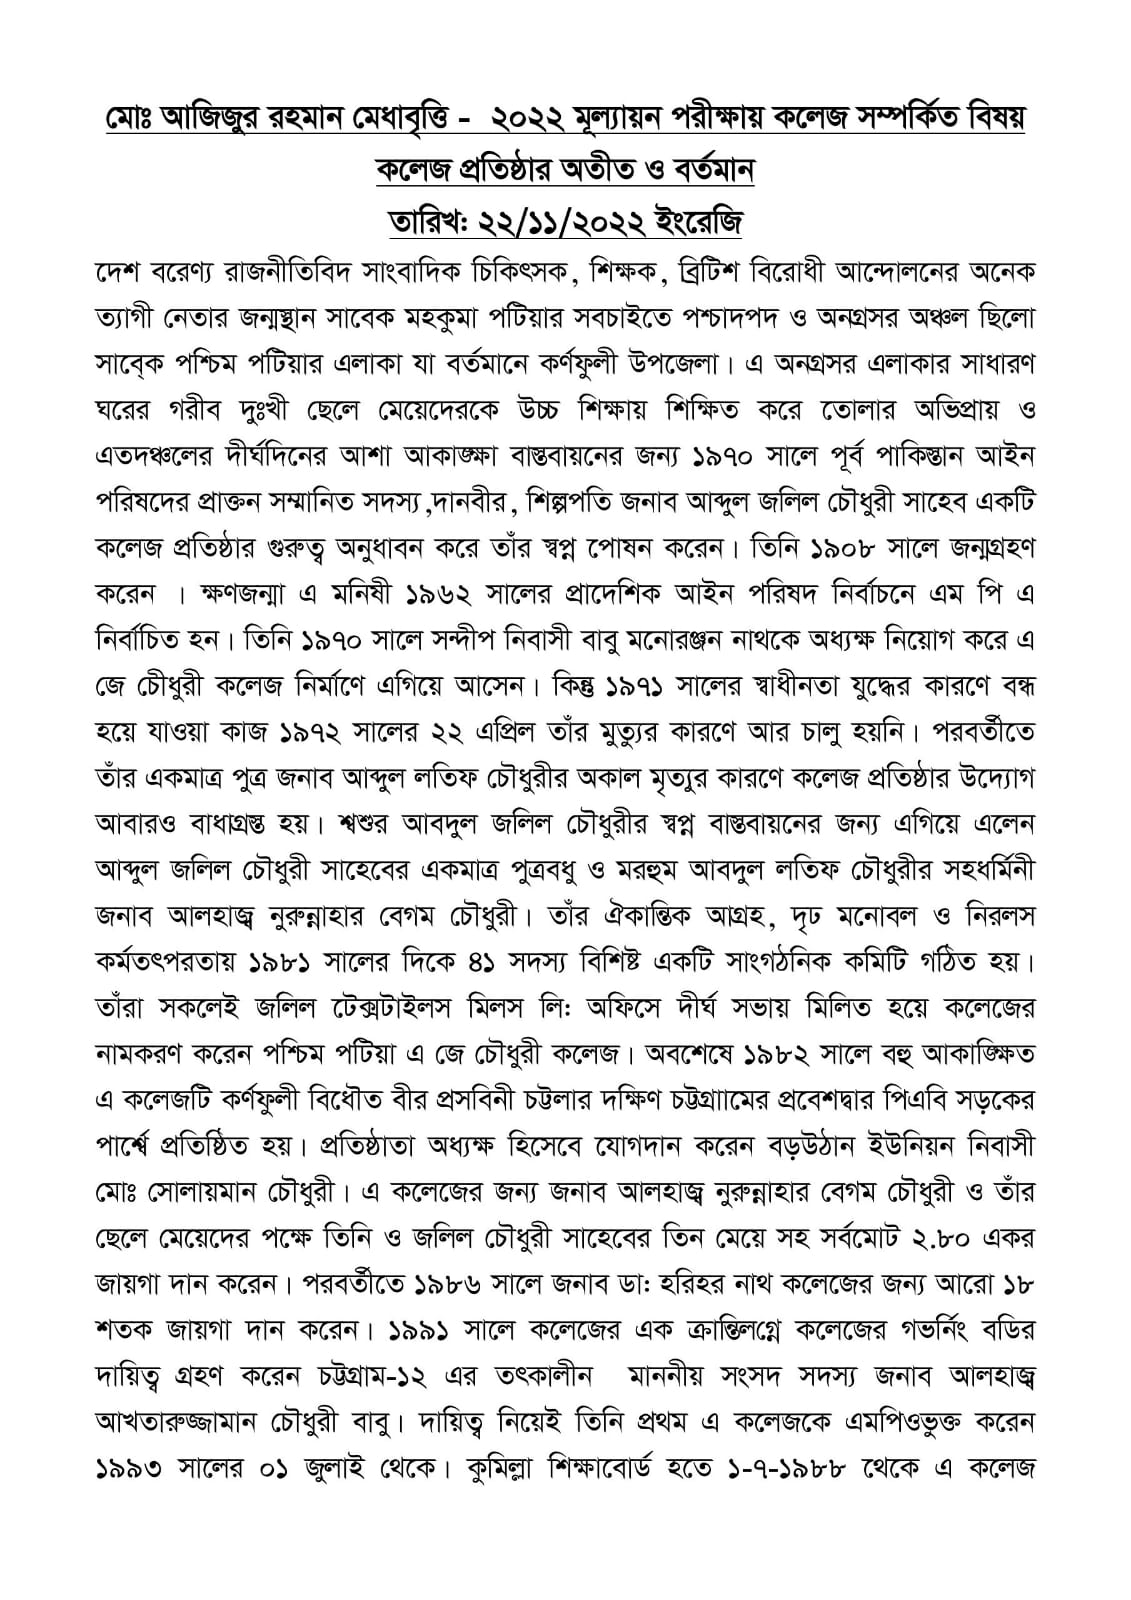 মোঃ আজিজুর রহমান মেধাবৃত্তি - ২০২২ মূল্যায়ন পরীক্ষায় কলেজ সম্পর্কিত বিষয়
কলেজ প্রতিষ্ঠার অতীত ও বর্তমান
তারিখ: ২২/১১/২০২২ ইংরেজি
দেশ বরেণ্য রাজনীতিবিদ সাংবাদিক চিকিৎসক, শিক্ষক, ব্রিটিশ বিরোধী আন্দোলনের অনেক
ত্যাগী নেতার জন্মস্থান সাবেক মহকুমা পটিয়ার সবচাইতে পশ্চাদপদ ও অনগ্রসর অঞ্চল ছিলো
সাবে্ক পশ্চিম পটিয়ার এলাকা যা বর্তমানে কর্ণফুলী উপজেলা। এ অনগ্রসর এলাকার সাধারণ
ঘরের গরীব দুঃখী ছেলে মেয়েদেরকে উচ্চ শিক্ষায় শিক্ষিত করে তোলার অভিপ্রায় ও
এতদঞ্চলের দীর্ঘদিনের আশা আকাঙ্ক্ষা বাস্তবায়নের জন্য ১৯৭০ সালে পূর্ব পাকিস্তান আইন
পরিষদের প্রাক্তন সম্মানিত সদস্য,দানবীর, শিল্পপতি জনাব আব্দুল জলিল চৌধুরী সাহেব একটি
কলেজ প্রতিষ্ঠার গুরুত্ব অনুধাবন করে তাঁর স্বপ্ন পোষন করেন। তিনি ১৯০৮ সালে জন্মগ্রহণ
করেন । ক্ষণজন্মা এ মনিষী ১৯৬২ সালের প্রাদেশিক আইন পরিষদ নির্বাচনে এম পি এ
নির্বাচিত হন। তিনি ১৯৭০ সালে সন্দীপ নিবাসী বাবু মনোরঞ্জন নাথকে অধ্যক্ষ নিয়োগ করে এ
জে চৌধুরী কলেজ নির্মাণে এগিয়ে আসেন। কিন্তু ১৯৭১ সালের স্বাধীনতা যুদ্ধের কারণে বন্ধ
হয়ে যাওয়া কাজ ১৯৭২ সালের ২২ এপ্রিল তাঁর মুত্যুর কারণে আর চালু হয়নি। পরবর্তীতে
তাঁর একমাত্র পুত্র জনাব আব্দুল লতিফ চৌধুরীর অকাল মৃত্যুর কারণে কলেজ প্রতিষ্ঠার উদ্যোগ
আবারও বাধাগ্রস্ত হয়। শ্বশুর আবদুল জলিল চৌধুরীর স্বপ্ন বাস্তবায়নের জন্য এগিয়ে এলেন
আব্দুল জলিল চৌধুরী সাহেবের একমাত্র পুত্রবধু ও মরহুম আবদুল লতিফ চৌধুরীর সহধর্মিনী
জনাব আলহাজ্ব নুরুন্নাহার বেগম চৌধুরী। তাঁর ঐকান্তিক আগ্রহ, দৃঢ মনোবল ও নিরলস
কর্মতৎপরতায় ১৯৮১ সালের দিকে ৪১ সদস্য বিশিষ্ট একটি সাংগঠনিক কমিটি গঠিত হয়।
তাঁরা সকলেই জলিল টেক্সটাইলস মিলস লি: অফিসে দীর্ঘ সভায় মিলিত হয়ে কলেজের
নামকরণ করেন পশ্চিম পটিয়া এ জে চৌধুরী কলেজ। অবশেষে ১৯৮২ সালে বহু আকাঙ্ক্ষিত
এ কলেজটি কর্ণফুলী বিধৌত বীর প্রসবিনী চট্টলার দক্ষিণ চট্টগ্রাামের প্রবেশদ্বার পিএবি সড়কের
পার্শ্বে প্রতিষ্ঠিত হয়। প্রতিষ্ঠাতা অধ্যক্ষ হিসেবে যোগদান করেন বড়উঠান ইউনিয়ন নিবাসী
মোঃ সোলায়মান চৌধুরী। এ কলেজের জন্য জনাব আলহাজ্ব নুরুন্নাহার বেগম চৌধুরী ও তাঁর
ছেলে মেয়েদের পক্ষে তিনি ও জলিল চৌধুরী সাহেবের তিন মেয়ে সহ সর্বমোট ২.৮০ একর
জায়গা দান করেন। পরবর্তীতে ১৯৮৬ সালে জনাব ডা: হরিহর নাথ কলেজের জন্য আরো ১৮
শতক জায়গা দান করেন। ১৯৯১ সালে কলেজের এক ক্রান্তিলগ্নে কলেজের গভর্নিং বডির
দায়িত্ব গ্রহণ করেন চট্টগ্রাম-১২ এর তৎকালীন মাননীয় সংসদ সদস্য জনাব আলহাজ্ব
আখতারুজ্জামান চৌধুরী বাবু। দায়িত্ব নিয়েই তিনি প্রথম এ কলেজকে এমপিওভুক্ত করেন
১৯৯৩ সালের ০১ জুলাই থেকে। কুমিল্লা শিক্ষাবোর্ড হতে ১-৭-১৯৮৮ থেকে এ কলেজ